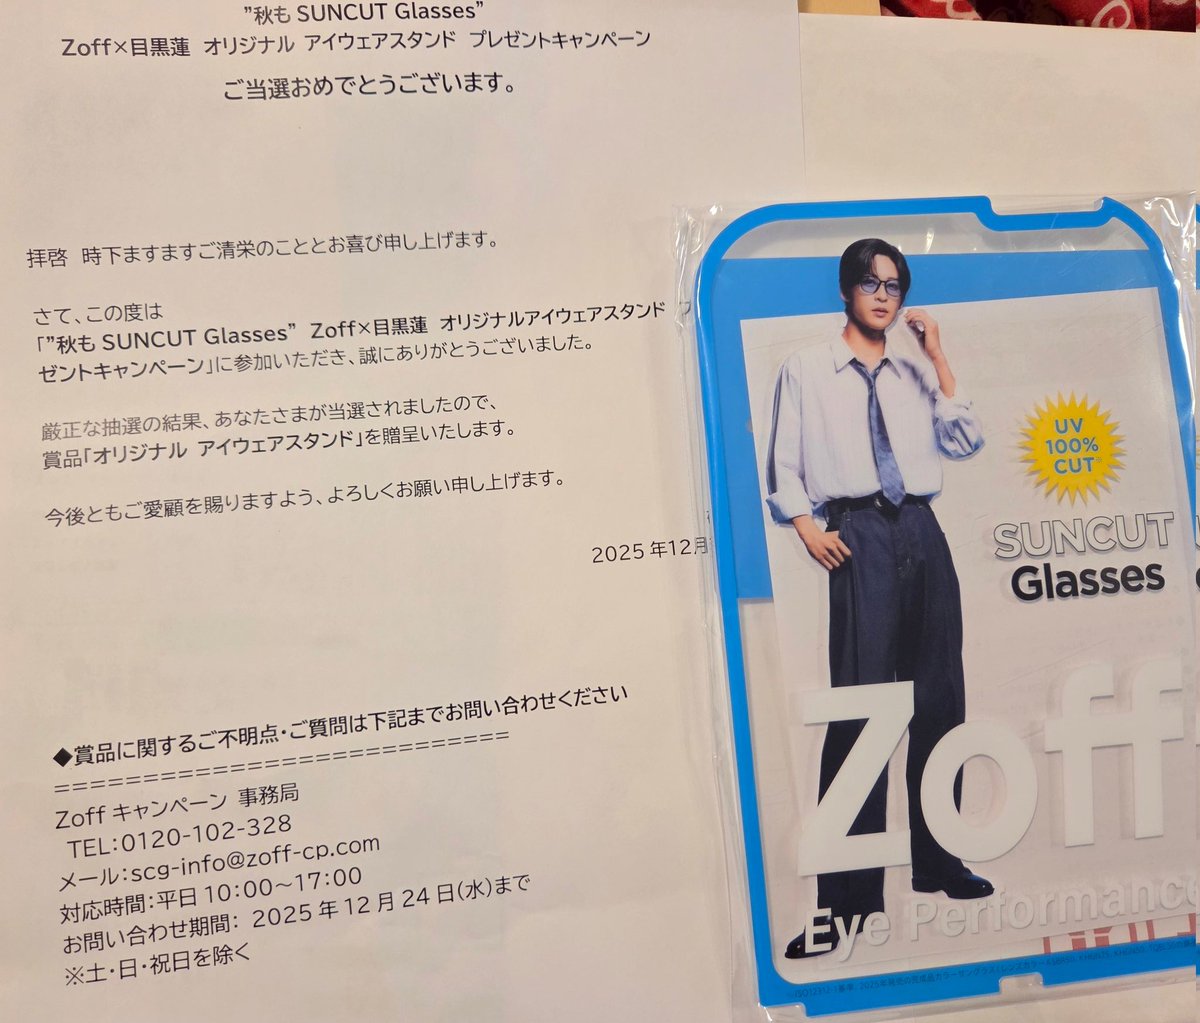 ”秋も SUNCUT Glasses”
Zoff×目黒蓮 オリジナル アイウェアスタンド プレゼントキャンペーン
ご当選おめでとうございます。
拝啓 時下ますますご清栄のこととお喜び申し上げます。
さて、この度は
「”秋も SUNCUT Glasses” Zoff×目黒蓮 オリジナルアイウェアスタンド
ゼントキャンペーン」に参加いただき、誠にありがとうございました。
厳正な抽選の結果、あなたさまが当選されましたので、
賞品「オリジナル アイウェアスタンド」を贈呈いたします。
今後ともご愛顧を賜りますよう、よろしくお願い申し上げます。
2025年12月
◆賞品に関するご不明点・ご質問は下記までお問い合わせください
==========================
Zoff キャンペーン 事務局
TEL：0120-102-328
メール：scg-info@zoff-cp.com
対応時間：平日 10:00～17:00
お問い合わせ期間： 2025年12月24日(水)まで
※土・日・祝日を除く
UV
100%
CUT※
SUNCUT
Glasses
Zoff
Eye Performance